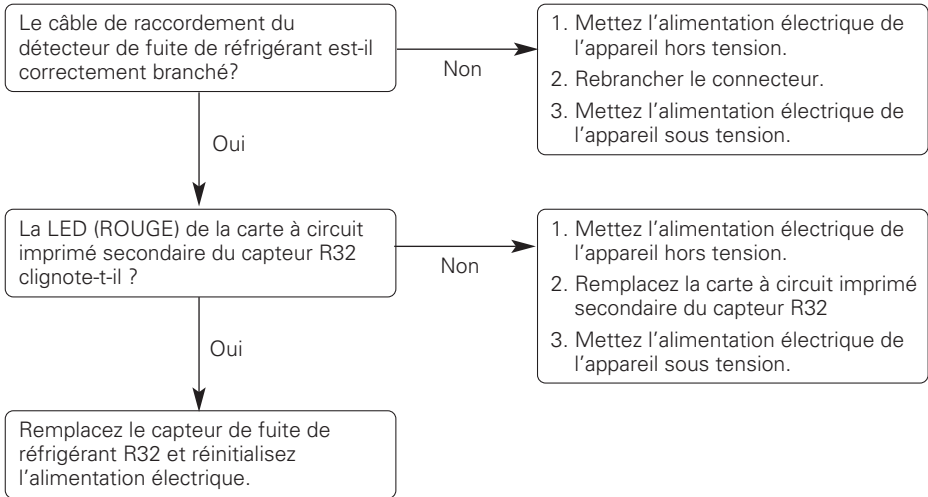 Le câble de raccordement du
détecteur de fuite de réfrigérant est-il
correctement branché?
Non
1. Mettez l'alimentation électrique de
l'appareil hors tension.
2. Rebrancher le connecteur.
3. Mettez l'alimentation électrique de
l'appareil sous tension.
Oui
La LED (ROUGE) de la carte à circuit
imprimé secondaire du capteur R32
clignote-t-il ?
Non
1. Mettez l'alimentation électrique de
l'appareil hors tension.
2. Remplacez la carte à circuit imprimé
secondaire du capteur R32
3. Mettez l'alimentation électrique de
l'appareil sous tension.
Oui
Remplacez le capteur de fuite de
réfrigérant R32 et réinitialisez
l'alimentation électrique.